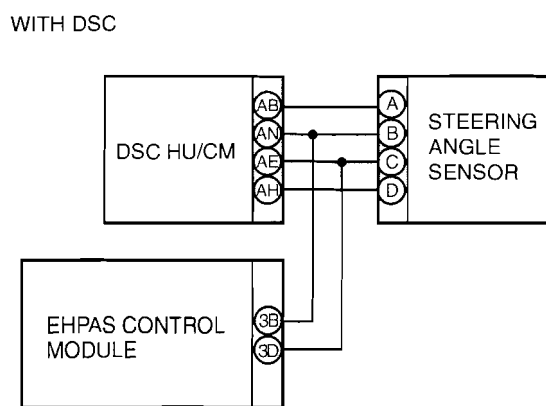 WITH DSC
DSC HU/CM
AB
AN
AE
AH
A
B
C
D
STEERING
ANGLE
SENSOR
EHPAS CONTROL
MODULE
3B
3D